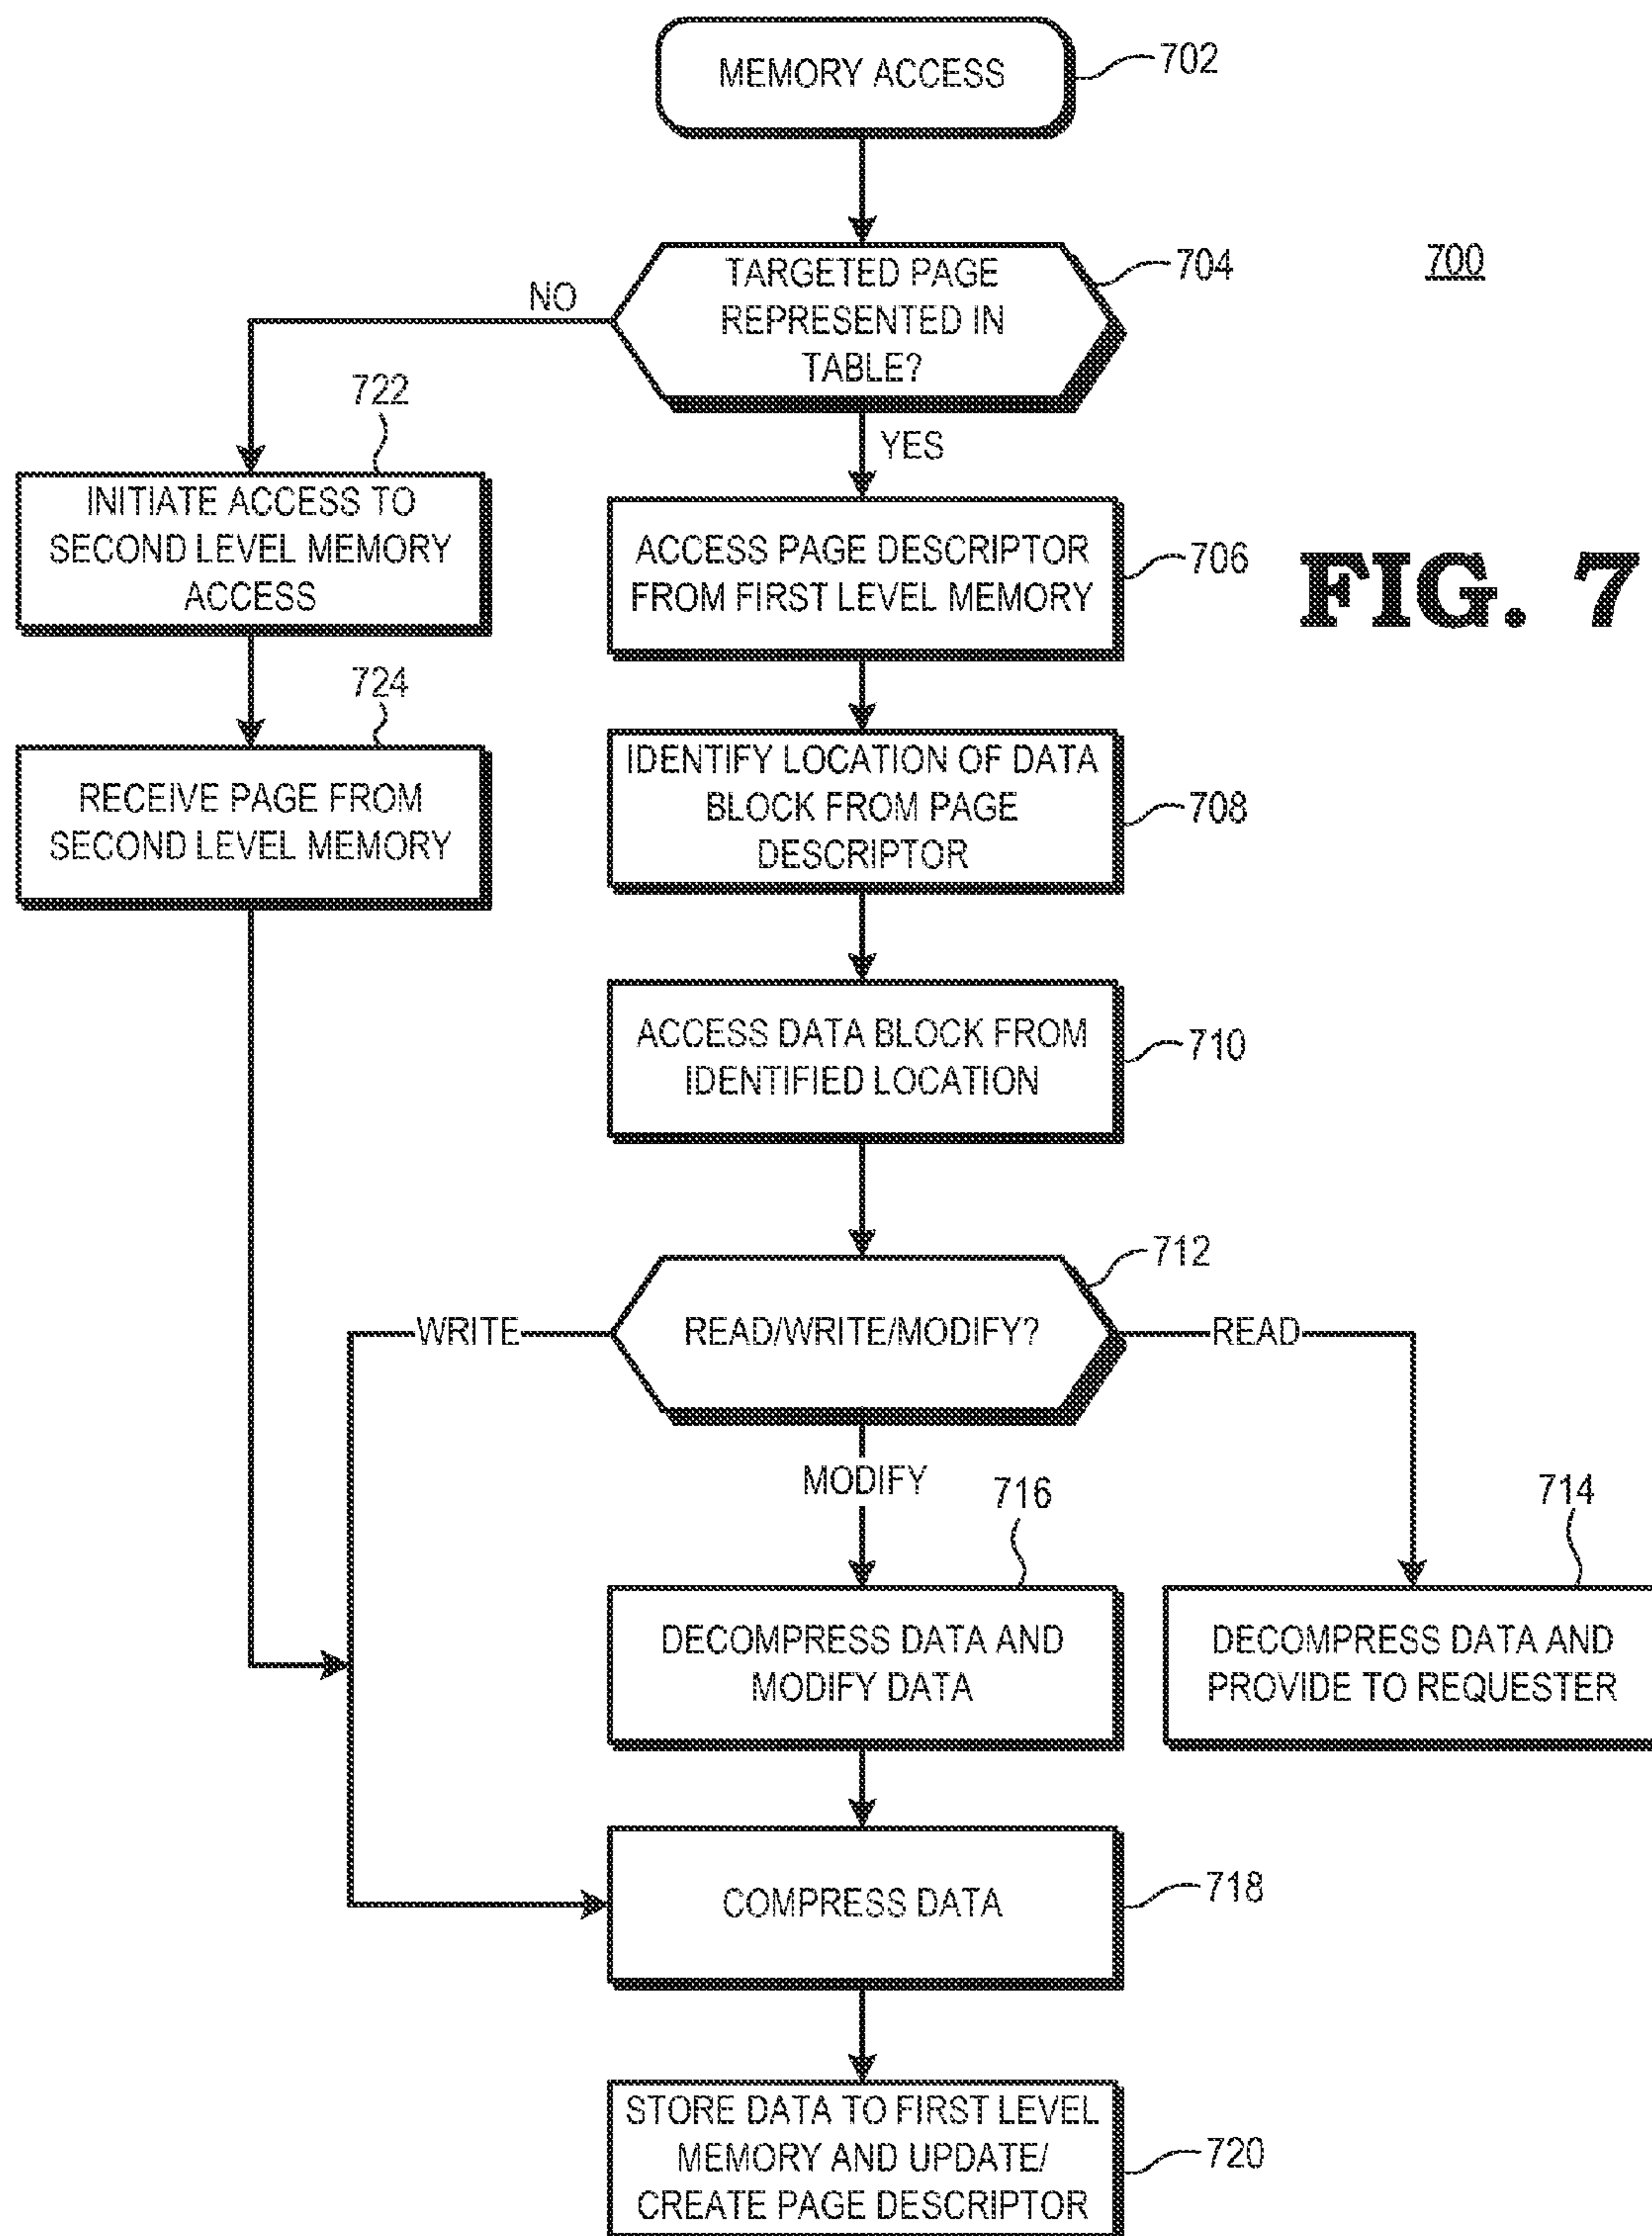 MEMORY ACCESS
702
TARGETED PAGE
REPRESENTED IN
TABLE?
704
700
NO
YES
722
INITIATE ACCESS TO
SECOND LEVEL MEMORY
ACCESS
ACCESS PAGE DESCRIPTOR
FROM FIRST LEVEL MEMORY
706
FIG. 7
724
RECEIVE PAGE FROM
SECOND LEVEL MEMORY
IDENTIFY LOCATION OF DATA
BLOCK FROM PAGE
DESCRIPTOR
708
ACCESS DATA BLOCK FROM
IDENTIFIED LOCATION
710
712
WRITE
READ/WRITE/MODIFY?
READ
MODIFY
716
714
DECOMPRESS DATA AND
MODIFY DATA
DECOMPRESS DATA AND
PROVIDE TO REQUESTER
COMPRESS DATA
718
STORE DATA TO FIRST LEVEL
MEMORY AND UPDATE/
CREATE PAGE DESCRIPTOR
720